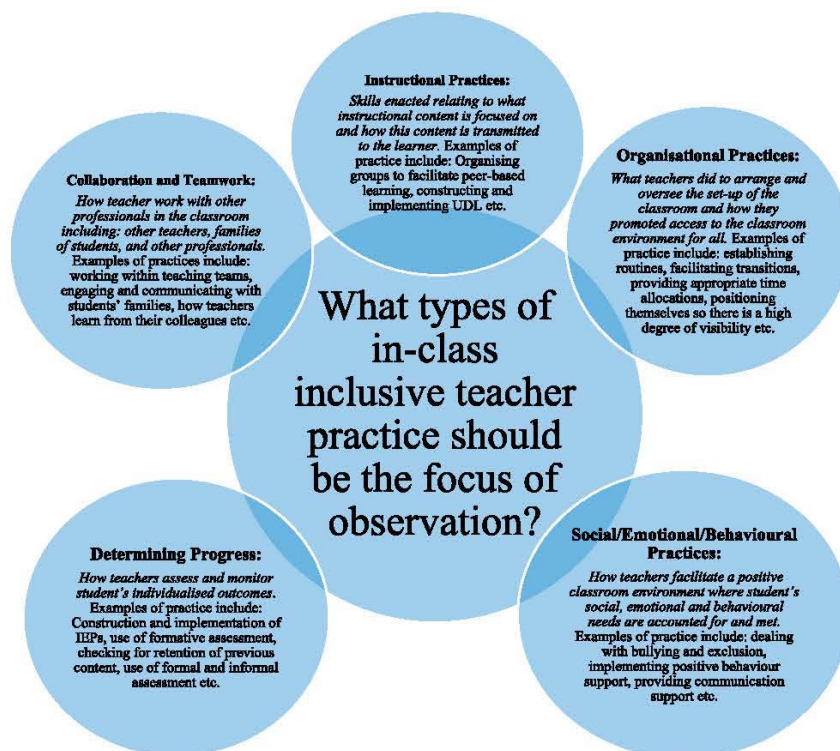 Instructional Practices:
Skills enacted relating to what
instructional content is focused on
and how this content is transmitted
to the learner. Examples of
practice include: Organising
groups to facilitate peer-based
learning, constructing and
implementing UDL etc.
Organisational Practices:
What teachers did to arrange and
oversee the set-up of the
classroom and how they
promoted access to the classroom
environment for all. Examples of
practice include: establishing
routines, facilitating transitions,
providing appropriate time
allocations, positioning
themselves so there is a high
degree of visibility etc.
Collaboration and Teamwork:
How teacher work with other
professionals in the classroom
including: other teachers, families
of students, and other professionals.
Examples of practices include:
working within teaching teams,
engaging and communicating with
students' families, how teachers
learn from their colleagues etc.
What types of
in-class
inclusive teacher
practice should
be the focus of
observation?
Determining Progress:
How teachers assess and monitor
student's individualised outcomes.
Examples of practice include:
Construction and implementation of
IEPs, use of formative assessment,
checking for retention of previous
content, use of formal and informal
assessment etc.
Social/Emotional/Behavioural
Practices:
How teachers facilitate a positive
classroom environment where student's
social, emotional and behavioural
needs are accounted for and met.
Examples of practice include: dealing
with bullying and exclusion,
implementing positive behaviour
support, providing communication
support etc.